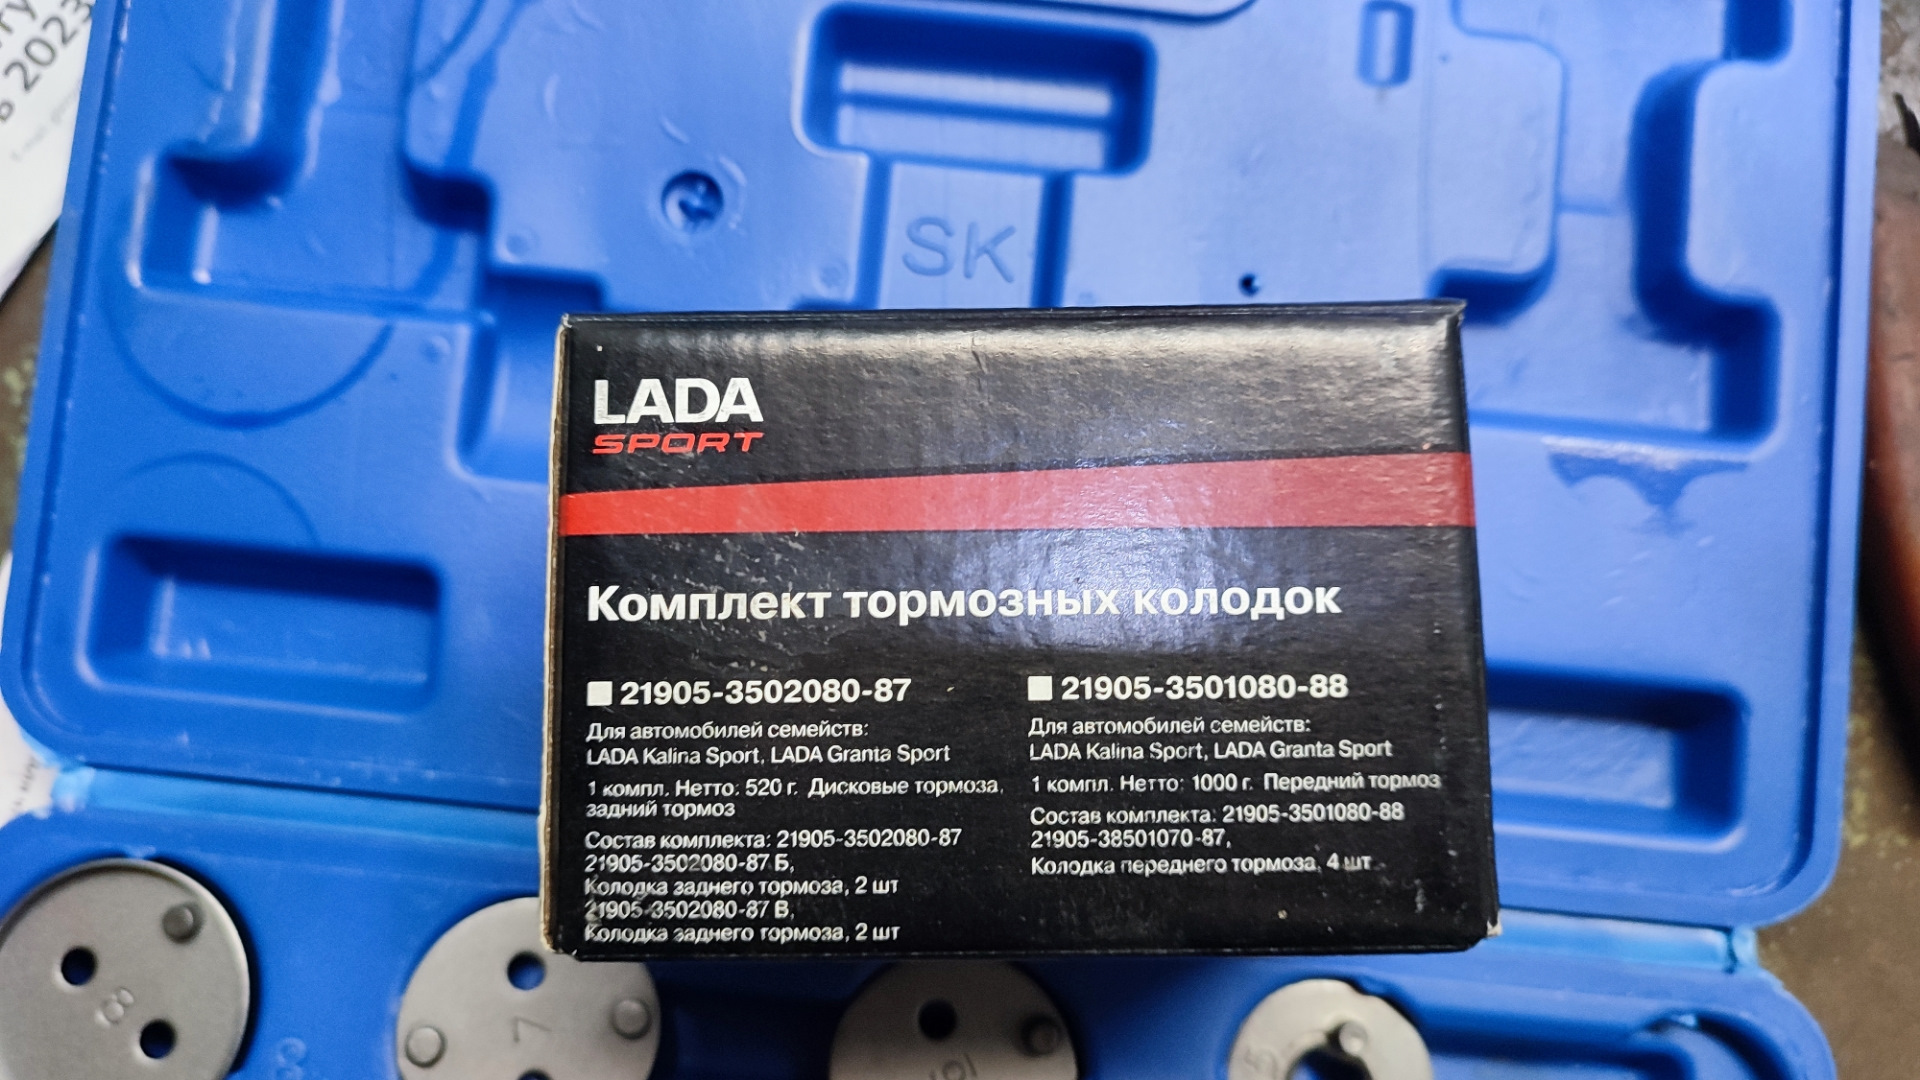 2023
SK
LADA
SPORT
Комплект тормозных колодок
21905-3502080-87
Для автомобилей семейств:
LADA Kalina Sport, LADA Granta Sport
1 компл. Нетто: 520 г. Дисковые тормоза,
задний тормоз
Состав комплекта: 21905-3502080-87
21905-3502080-87 Б,
Колодка заднего тормоза, 2 шт
21905-3502080-87 В,
Колодка заднего тормоза, 2 шт
21905-3501080-88
Для автомобилей семейств:
LADA Kalina Sport, LADA Granta Sport
1 компл. Нетто: 1000 г. Передний тормоз
Состав комплекта: 21905-3501080-88
21905-38501070-87,
Колодка переднего тормоза, 4 шт
8
7
5